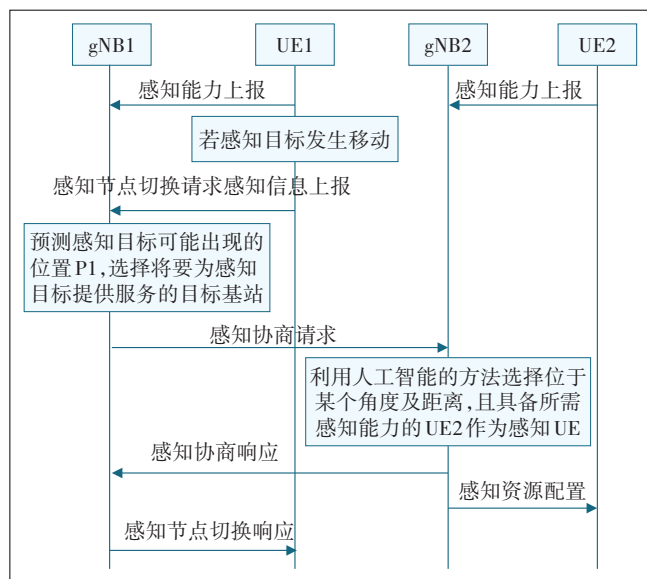 gNB1
UE1
gNB2
UE2
感知能力上报
感知能力上报
若感知目标发生移动
感知节点切换请求感知信息上报
预测感知目标可能出现的
位置P1,选择将要为感知
目标提供服务的目标基站
感知协商请求
利用人工智能的方法选择位于
某个角度及距离,且具备所需
感知能力的UE2作为感知UE
感知协商响应
感知资源配置
感知节点切换响应